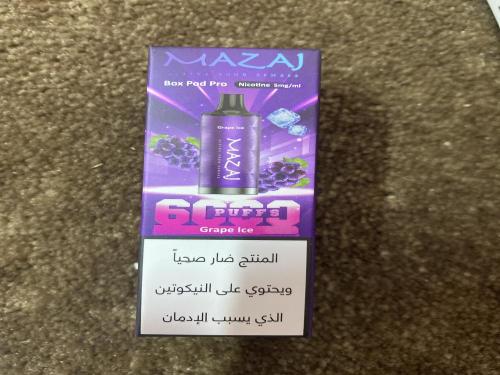 MAZAJ
Box Pod Pro
Nicotine 5mg/ml
Grape Ice
MAZAJ
6000
PUFFS
Grape Ice
المنتج ضار صحياً
ويحتوي على النيكوتين
الذي يسبب الإدمان